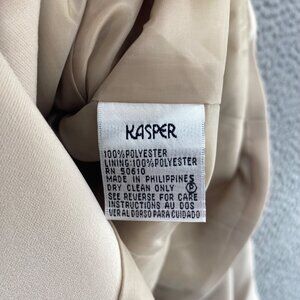 KASPER
100%POLYESTER
LINING:100%POLYESTER
RN 50610
MADE IN PHILIPPINES
DRY CLEAN ONLY
SEE REVERSE FOR CARE
INSTRUCTIONS AU DOS
VER AL DORSO PARA CUIDADO